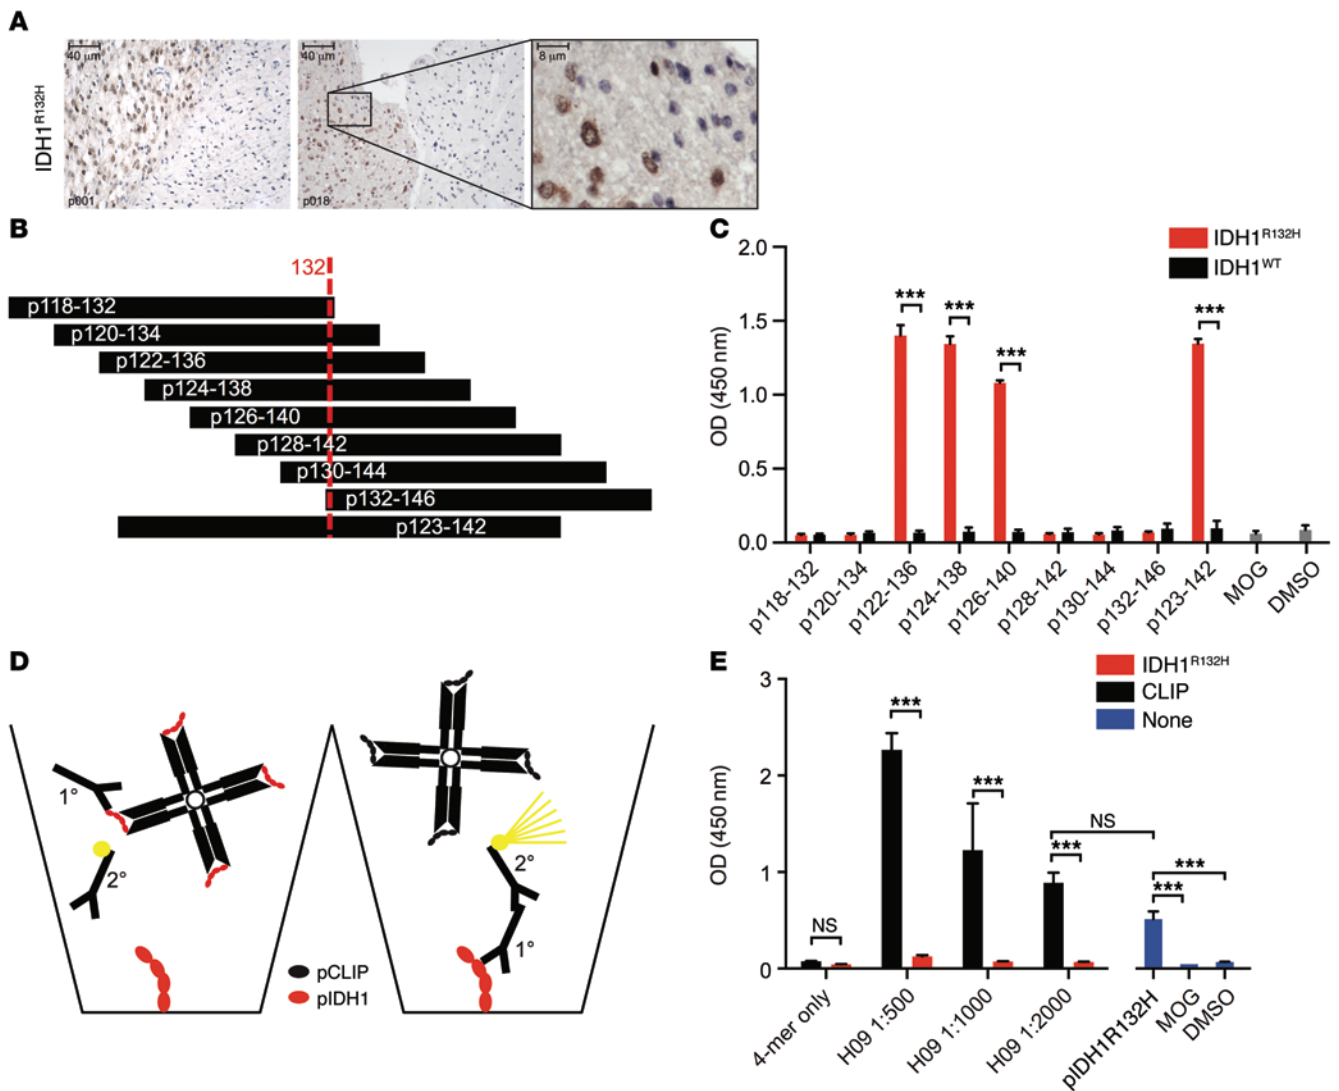 A
IDH1R132H
40 μm
p001
40 μm
p018
8 μm
B
132
p118-132
p120-134
p122-136
p124-138
p126-140
p128-142
p130-144
p132-146
p123-142
C
IDH1R132H
IDH1WT
OD (450 nm)
2.0
1.5
1.0
0.5
0.0
***
***
***
***
p118-132
p120-134
p122-136
p124-138
p126-140
p128-142
p130-144
p132-146
p123-142
MOG
DMSO
D
1°
2°
2°
1°
pCLIP
pIDH1
E
IDH1R132H
CLIP
None
OD (450 nm)
3
2
1
0
NS
***
***
NS
***
***
***
4-mer only
H09 1:500
H09 1:1000
H09 1:2000
pIDH1R132H
MOG
DMSO